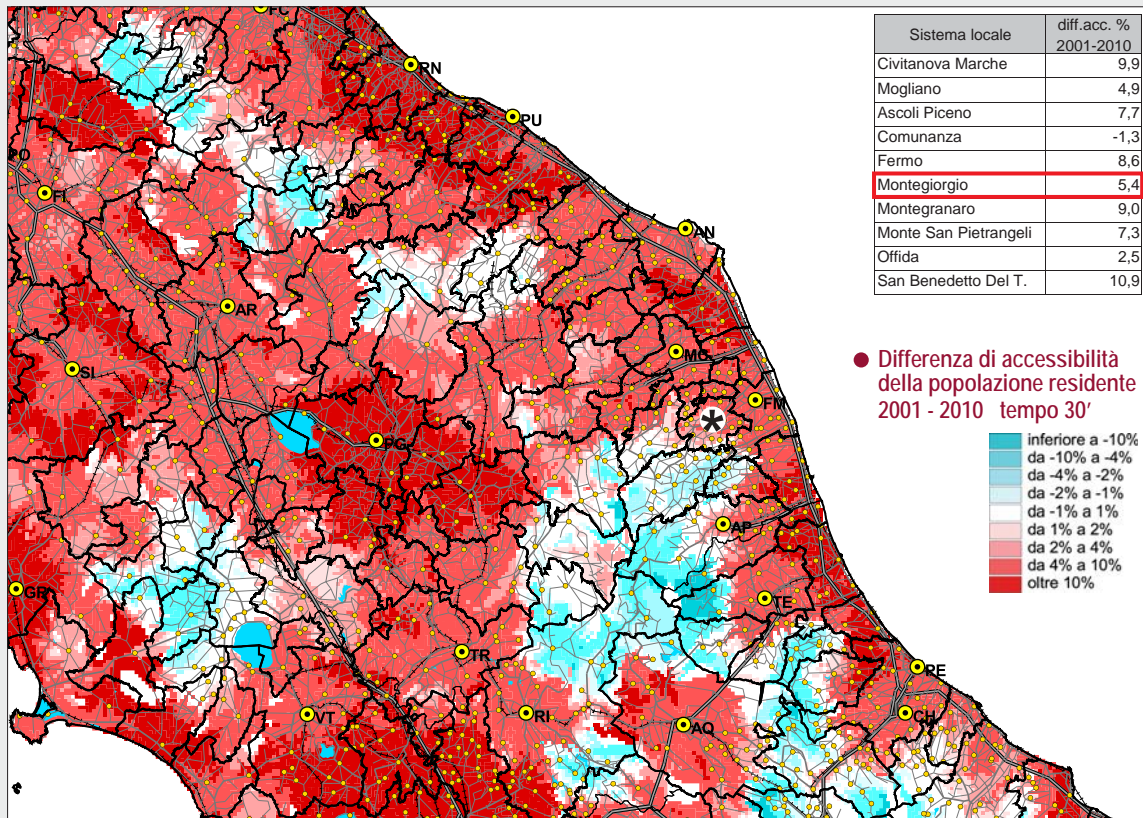 Sistema locale diff.acc. % 2001-2010
Civitanova Marche 9,9
Mogliano 4,9
Ascoli Piceno 7,7
Comunanza -1,3
Fermo 8,6
Montegiorgio 5,4
Montegranaro 9,0
Monte San Pietrangeli 7,3
Offida 2,5
San Benedetto Del T. 10,9
● Differenza di accessibilità
della popolazione residente
2001 - 2010 tempo 30'
inferiore a -10%
da -10% a -4%
da -4% a -2%
da -2% a -1%
da -1% a 1%
da 1% a 2%
da 2% a 4%
da 4% a 10%
oltre 10%
FC
RN
PU
FI
AN
AR
MC
SI
FM
*
PG
AP
GR
TE
TR
PE
VT
RI
AQ
CH